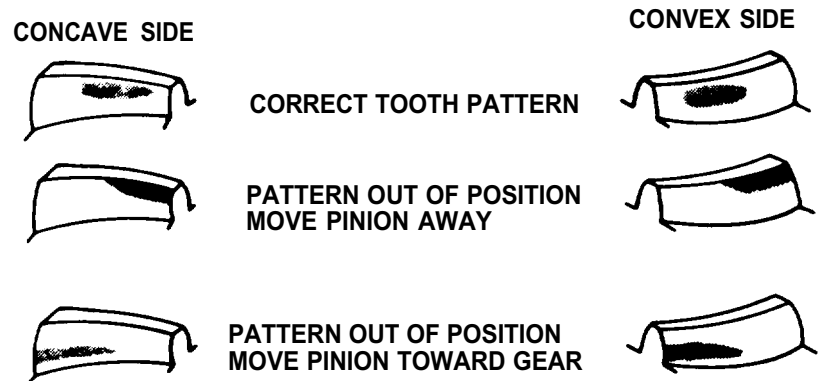 CONCAVE SIDE
CONVEX SIDE
CORRECT TOOTH PATTERN
PATTERN OUT OF POSITION
MOVE PINION AWAY
PATTERN OUT OF POSITION
MOVE PINION TOWARD GEAR